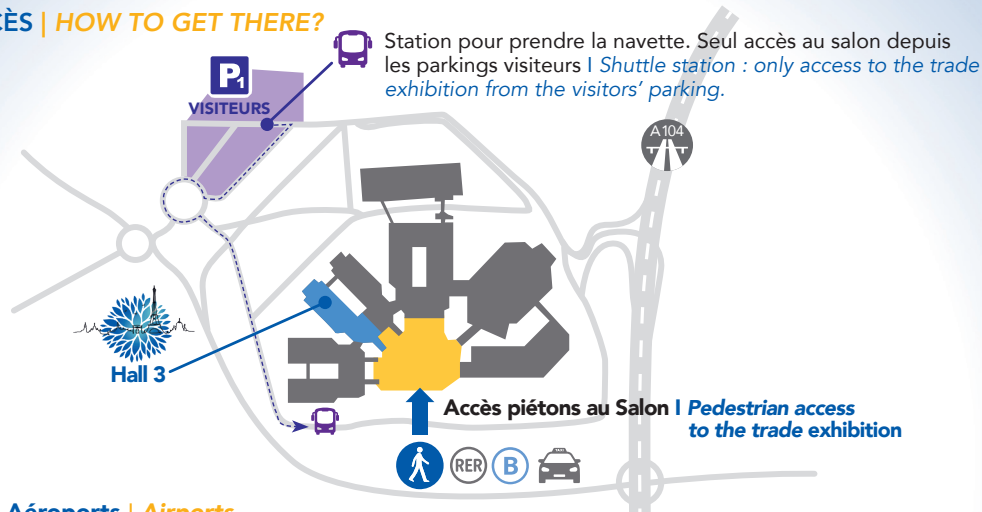 CÈS | HOW TO GET THERE?
Station pour prendre la navette. Seul accès au salon depuis
les parkings visiteurs I Shuttle station : only access to the trade
exhibition from the visitors' parking.
P1
VISITEURS
A104
Hall 3
Accès piétons au Salon I Pedestrian access
to the trade exhibition
RER B
Aéroports | Airports